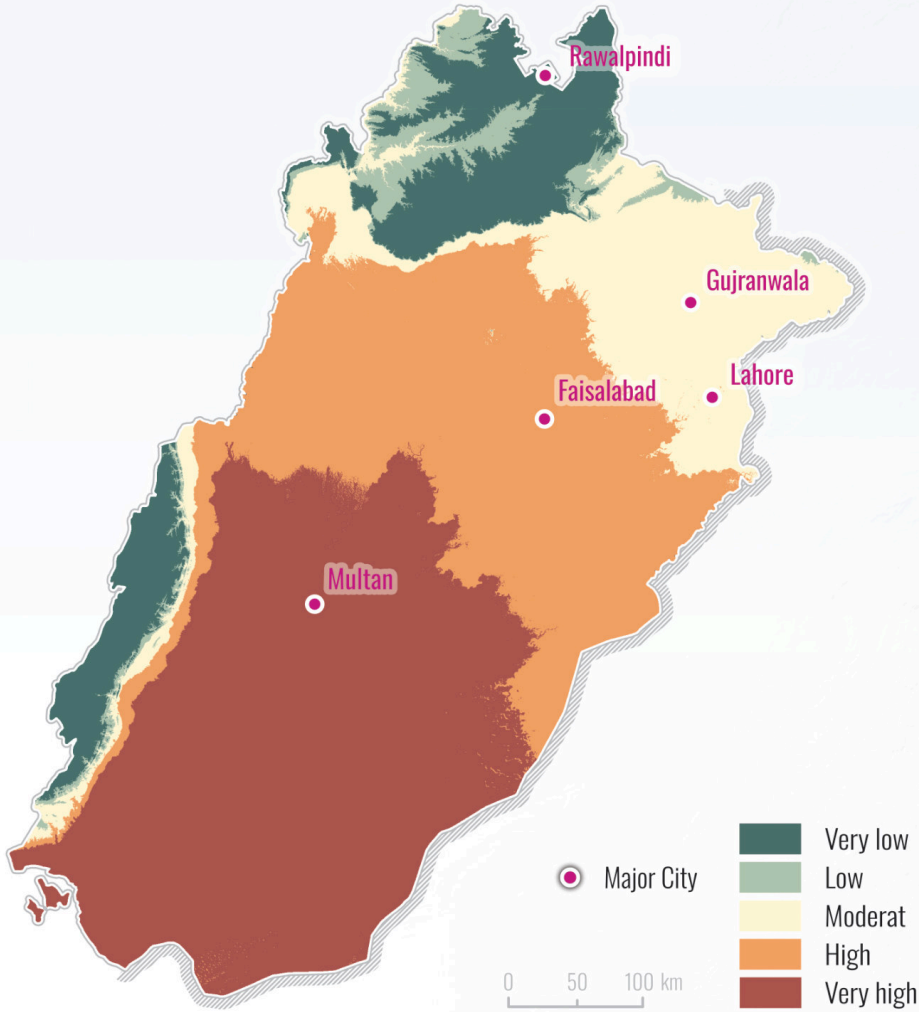 Rawalpindi
Gujranwala
Lahore
Faisalabad
Multan
Major City
0 50 100 km
Very low
Low
Moderat
High
Very high